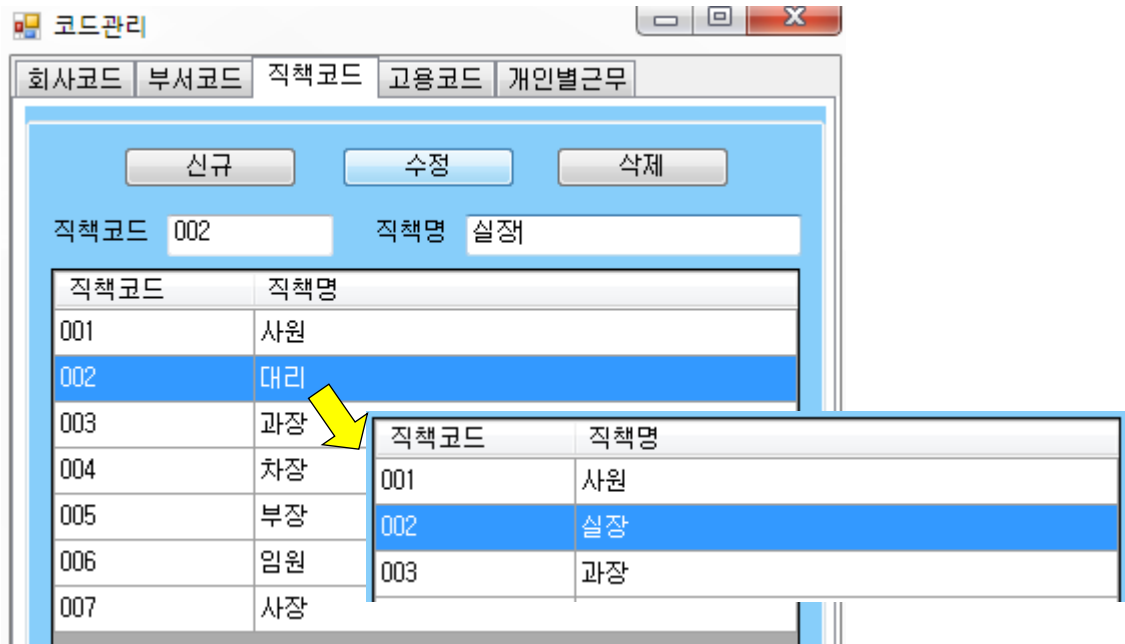 코드관리
회사코드 부서코드 직책코드 고용코드 개인별근무
신규 수정 삭제
직책코드 002 직책명 실장
직책코드 직책명
001 사원
002 대리
003 과장
004 차장
005 부장
006 임원
007 사장
직책코드 직책명
001 사원
002 실장
003 과장